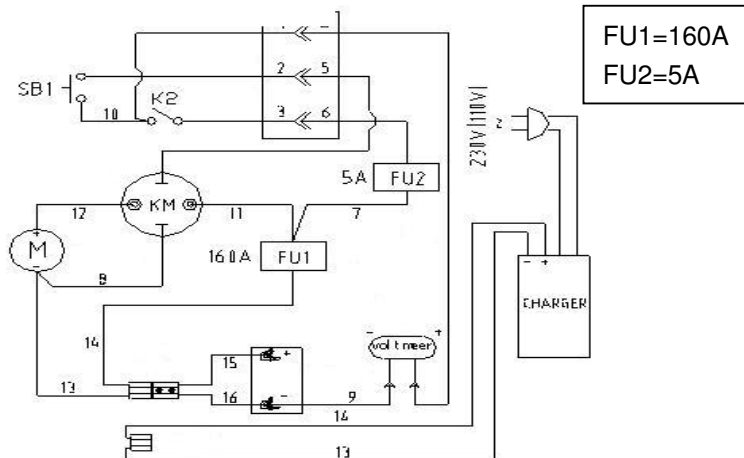 FU1=160A
FU2=5A
2 5
SB1
K2
10
3 6
230V|110V|
5A FU2
12 KM 11 7
M
+
-
160A FU1
8
- +
CHARGER
14
15 +
- +
voltmeer
13
16 -
9
14
13